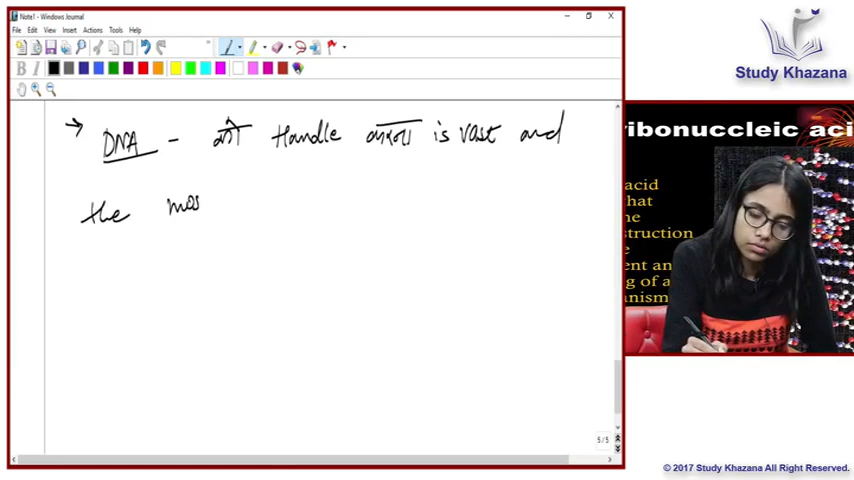 Note1 - Windows Journal
File Edit View Insert Actions Tools Help
B I
→ DNA - को Handle करना is vast and
the mos
5/5
Study Khazana
ribonuccleic aci
acid
hat
ne
struction
e
ent an
g of a
anism
© 2017 Study Khazana All Right Reserved.